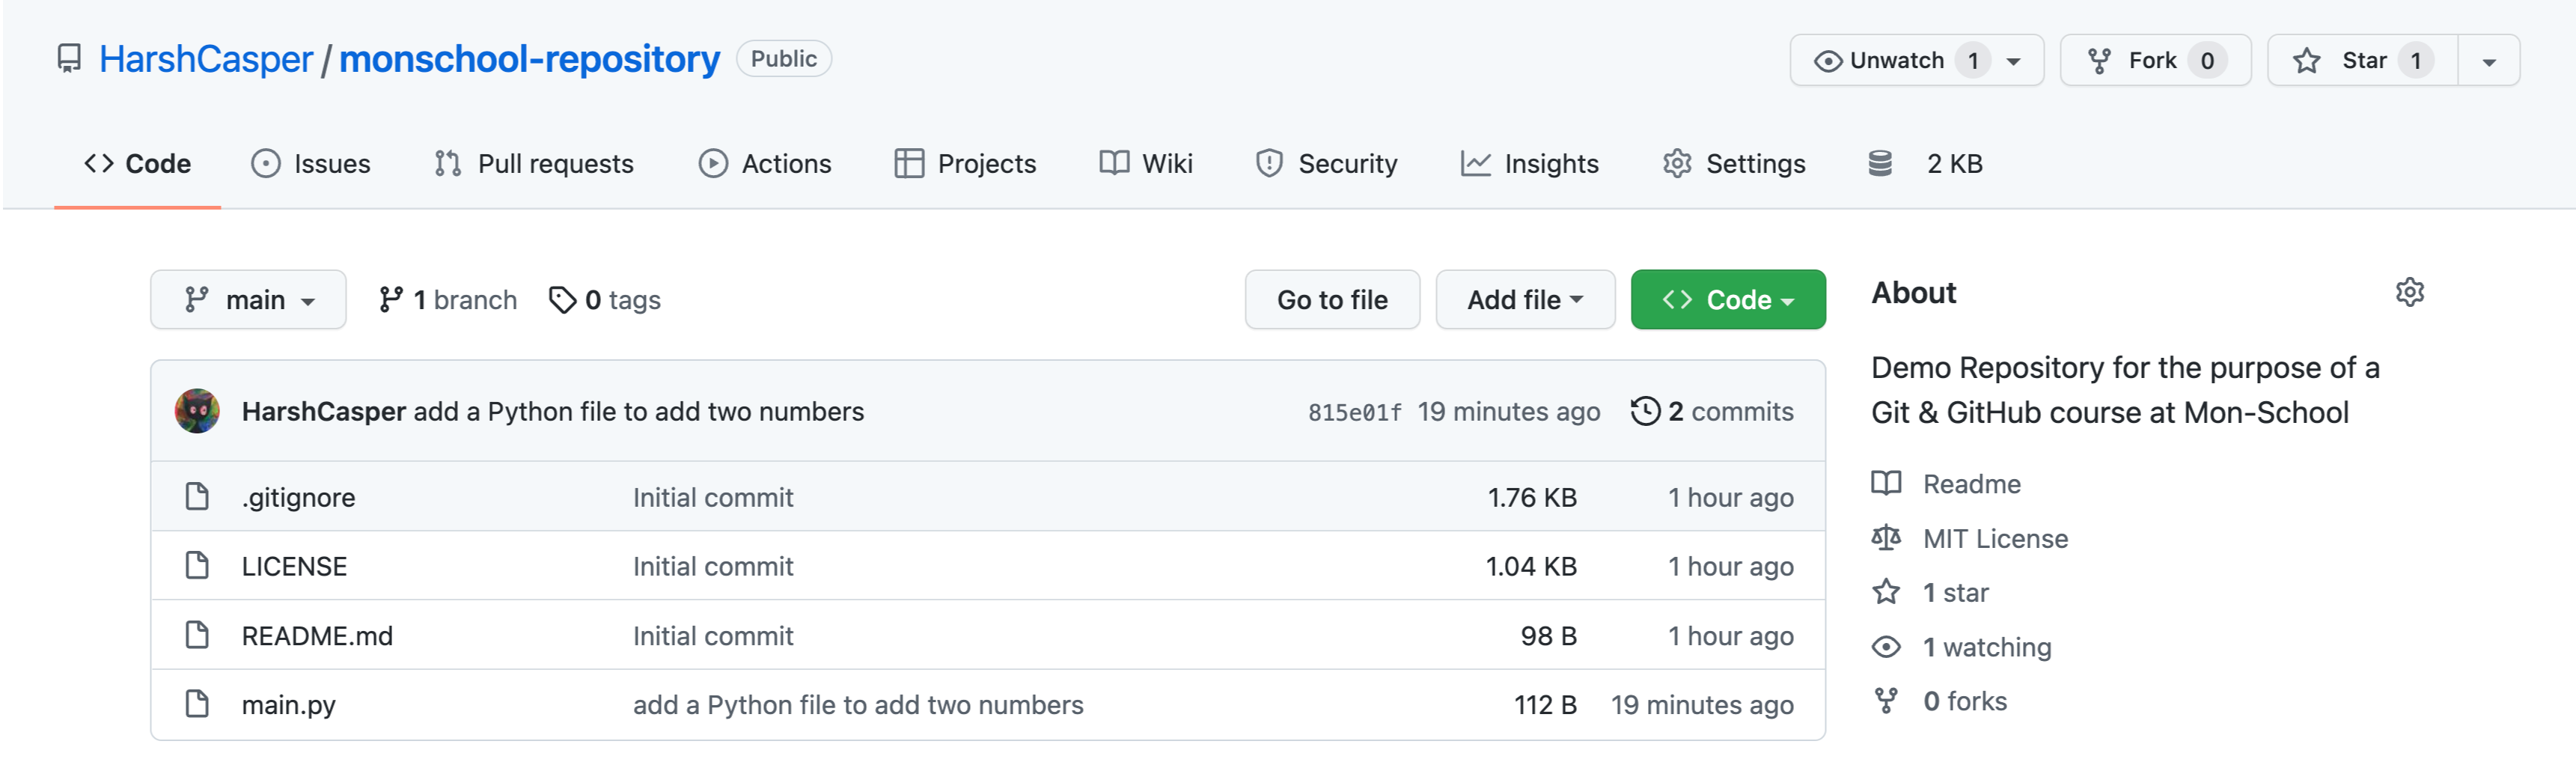 HarshCasper / monschool-repository Public Unwatch 1 Fork 0 Star 1
Code Issues Pull requests Actions Projects Wiki Security Insights Settings 2 KB
main 1 branch 0 tags Go to file Add file Code
HarshCasper add a Python file to add two numbers 815e01f 19 minutes ago 2 commits
.gitignore Initial commit 1.76 KB 1 hour ago
LICENSE Initial commit 1.04 KB 1 hour ago
README.md Initial commit 98 B 1 hour ago
main.py add a Python file to add two numbers 112 B 19 minutes ago
About
Demo Repository for the purpose of a
Git & GitHub course at Mon-School
Readme
MIT License
1 star
1 watching
0 forks